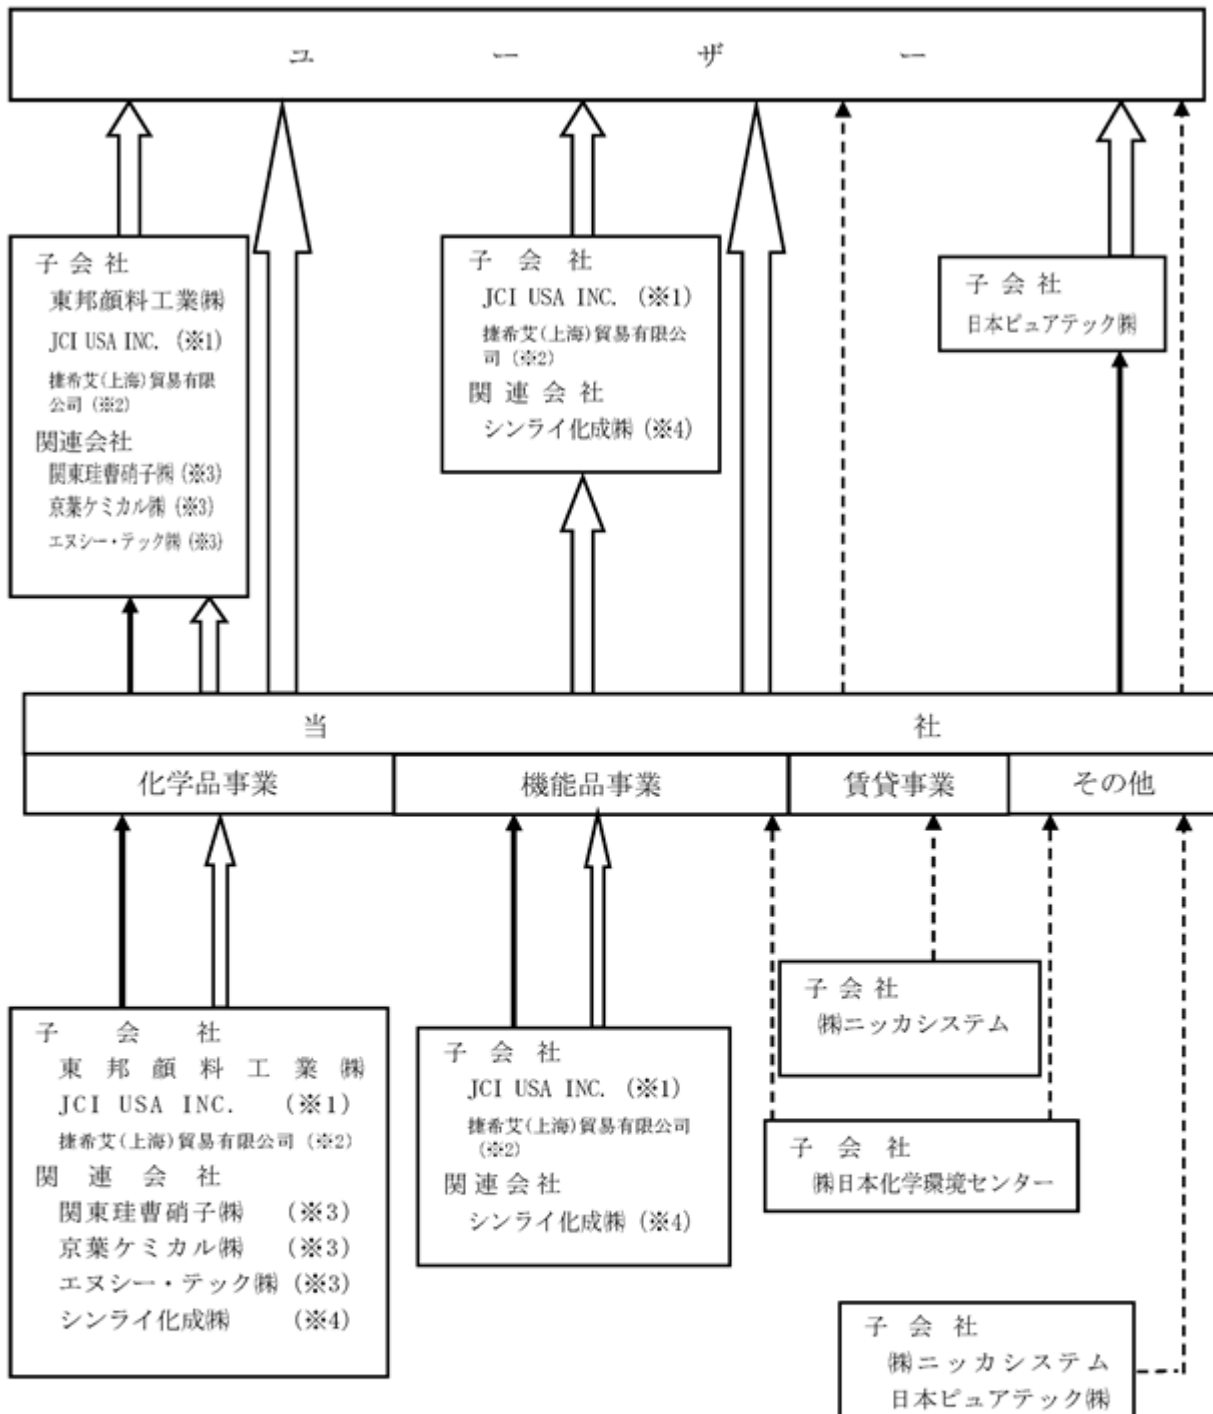 ユーザー
子会社
東邦顔料工業㈱
JCI USA INC. (※1)
捷希艾(上海)貿易有限
公司 (※2)
関連会社
関東珪曹硝子㈱ (※3)
京葉ケミカル㈱ (※3)
エヌシー・テック㈱ (※3)
子会社
JCI USA INC. (※1)
捷希艾(上海)貿易有限公
司 (※2)
関連会社
シンライ化成㈱ (※4)
子会社
日本ピュアテック㈱
当社
化学品事業
機能品事業
賃貸事業
その他
子会社
東邦顔料工業㈱
JCI USA INC. (※1)
捷希艾(上海)貿易有限公司 (※2)
関連会社
関東珪曹硝子㈱ (※3)
京葉ケミカル㈱ (※3)
エヌシー・テック㈱ (※3)
シンライ化成㈱ (※4)
子会社
JCI USA INC. (※1)
捷希艾(上海)貿易有限公司
(※2)
関連会社
シンライ化成㈱ (※4)
子会社
㈱ニッカシステム
子会社
㈱日本化学環境センター
子会社
㈱ニッカシステム
日本ピュアテック㈱